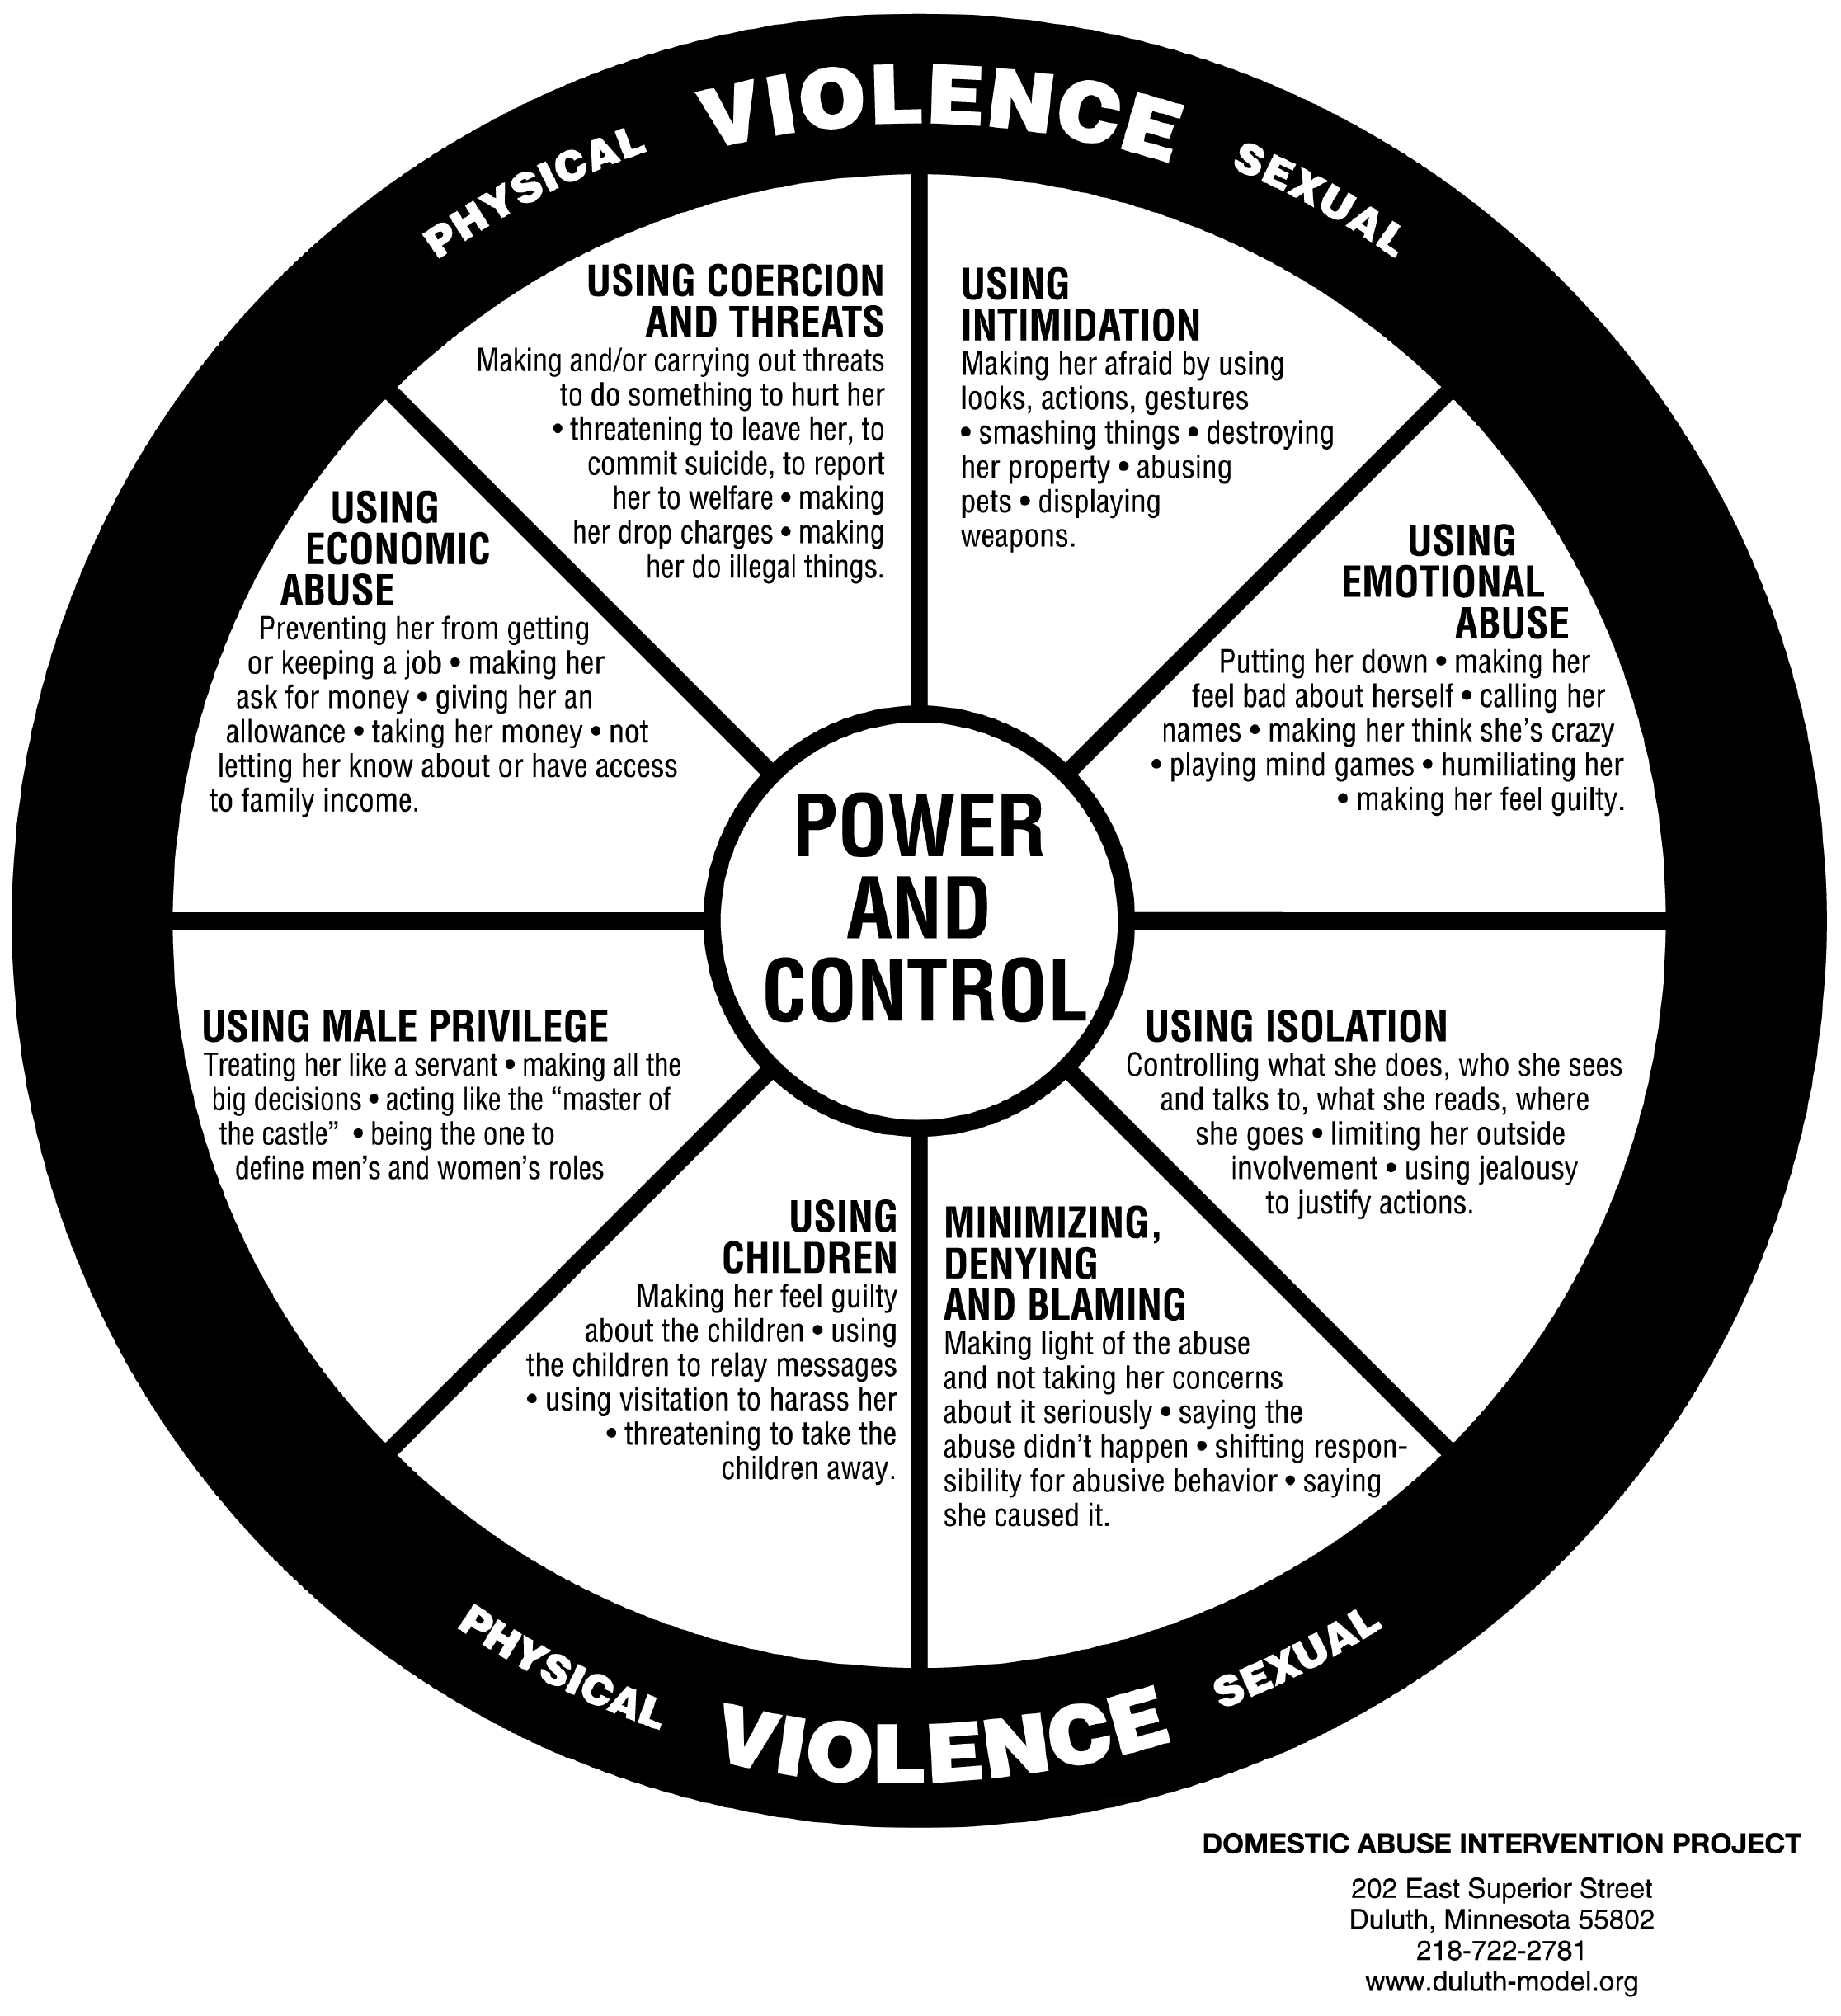 PHYSICAL VIOLENCE SEXUAL
USING COERCION
AND THREATS
Making and/or carrying out threats
to do something to hurt her
• threatening to leave her, to
commit suicide, to report
her to welfare • making
her drop charges • making
her do illegal things.
USING
INTIMIDATION
Making her afraid by using
looks, actions, gestures
• smashing things • destroying
her property • abusing
pets • displaying
weapons.
USING
ECONOMIC
ABUSE
Preventing her from getting
or keeping a job • making her
ask for money • giving her an
allowance • taking her money • not
letting her know about or have access
to family income.
USING
EMOTIONAL
ABUSE
Putting her down • making her
feel bad about herself • calling her
names • making her think she's crazy
• playing mind games • humiliating her
• making her feel guilty.
POWER
AND
CONTROL
USING MALE PRIVILEGE
Treating her like a servant • making all the
big decisions • acting like the “master of
the castle” • being the one to
define men's and women's roles
USING ISOLATION
Controlling what she does, who she sees
and talks to, what she reads, where
she goes • limiting her outside
involvement • using jealousy
to justify actions.
USING
CHILDREN
Making her feel guilty
about the children • using
the children to relay messages
• using visitation to harass her
• threatening to take the
children away.
MINIMIZING,
DENYING
AND BLAMING
Making light of the abuse
and not taking her concerns
about it seriously • saying the
abuse didn't happen • shifting respon-
sibility for abusive behavior • saying
she caused it.
PHYSICAL VIOLENCE SEXUAL
DOMESTIC ABUSE INTERVENTION PROJECT
202 East Superior Street
Duluth, Minnesota 55802
218-722-2781
www.duluth-model.org